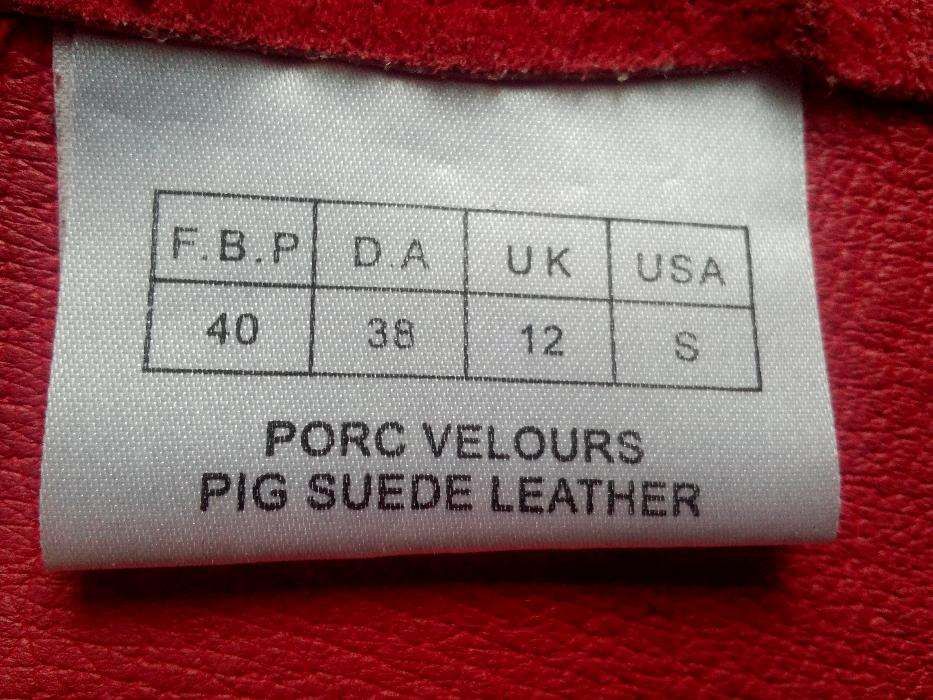 F.B.P D.A UK USA
40 38 12 S
PORC VELOURS
PIG SUEDE LEATHER